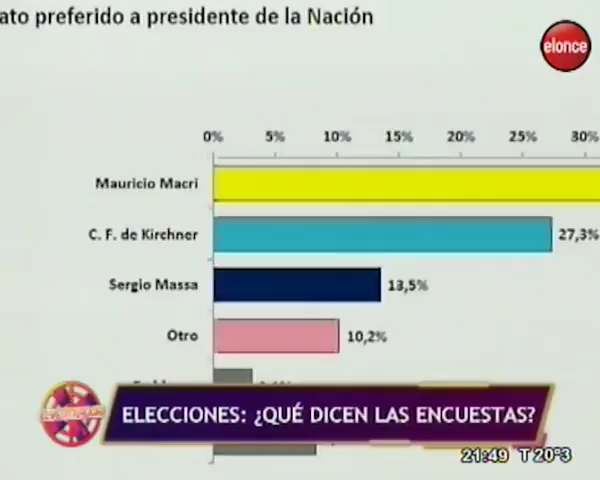 ato preferido a presidente de la Nación
elonce
0% 5% 10% 15% 20% 25% 30%
Mauricio Macri
C. F. de Kirchner 27,3%
Sergio Massa 13,5%
Otro 10,2%
ELECCIONES: ¿QUÉ DICEN LAS ENCUESTAS?
21:49 T 20°3